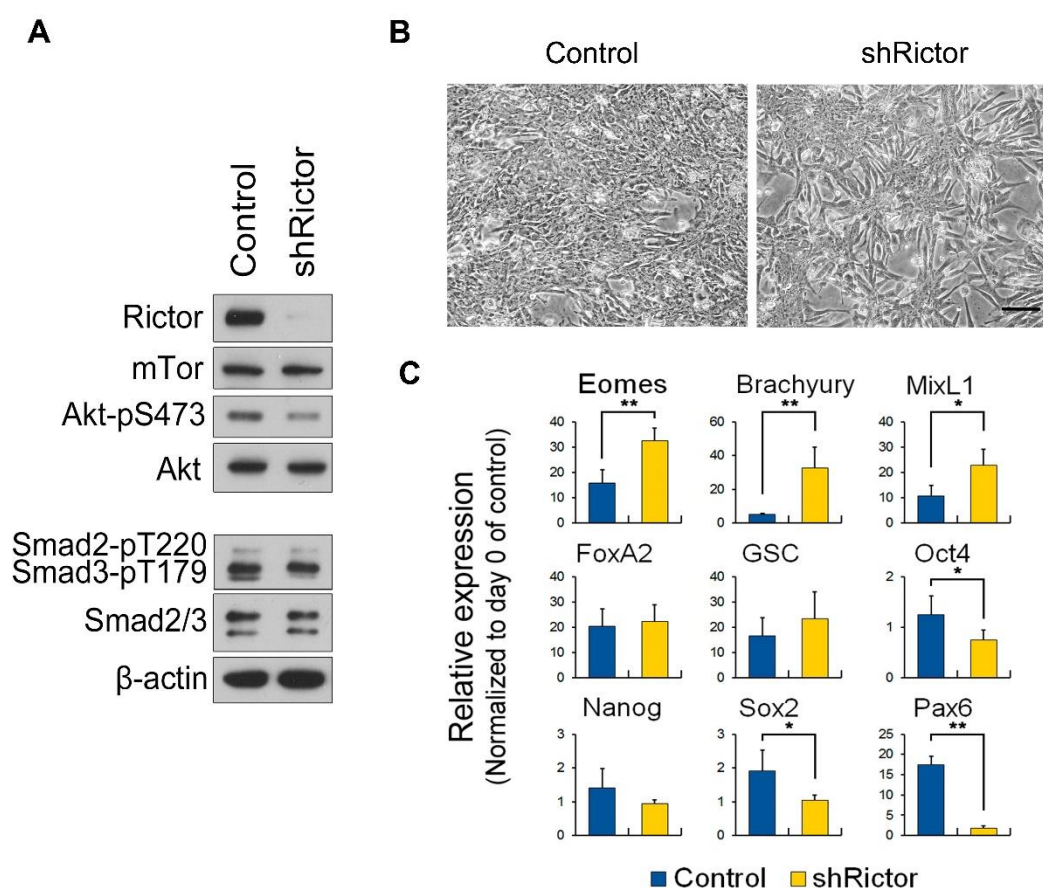 A
Control
shRictor
Rictor
mTor
Akt-pS473
Akt
Smad2-pT220
Smad3-pT179
Smad2/3
β-actin
B
Control
shRictor
C
Relative expression
(Normalized to day 0 of control)
Eomes
**
40
30
20
10
0
Brachyury
**
60
40
20
0
MixL1
*
40
30
20
10
0
FoxA2
40
30
20
10
0
GSC
40
30
20
10
0
Oct4
*
2
1
0
Nanog
3
2
1
0
Sox2
*
3
2
1
0
Pax6
**
25
20
15
10
5
0
Control
shRictor